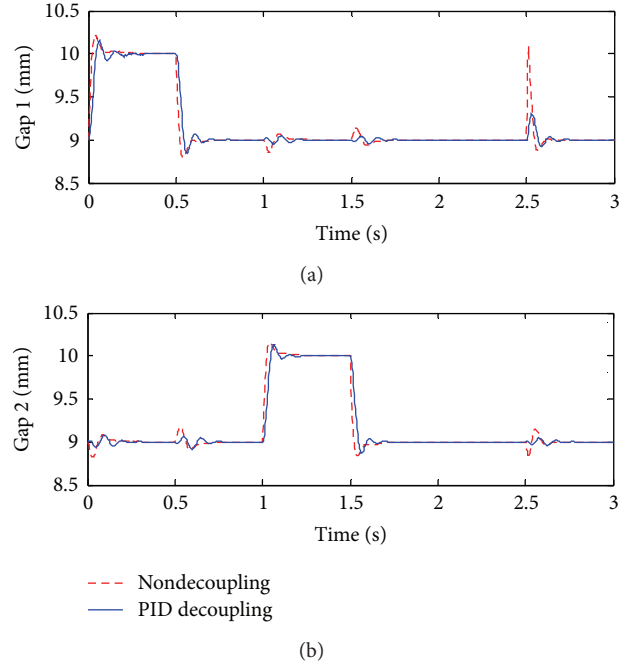 10.5
10
9.5
9
8.5
Gap 1 (mm)
0 0.5 1 1.5 2 2.5 3
Time (s)
(a)
10.5
10
9.5
9
8.5
Gap 2 (mm)
0 0.5 1 1.5 2 2.5 3
Time (s)
Nondecoupling
PID decoupling
(b)